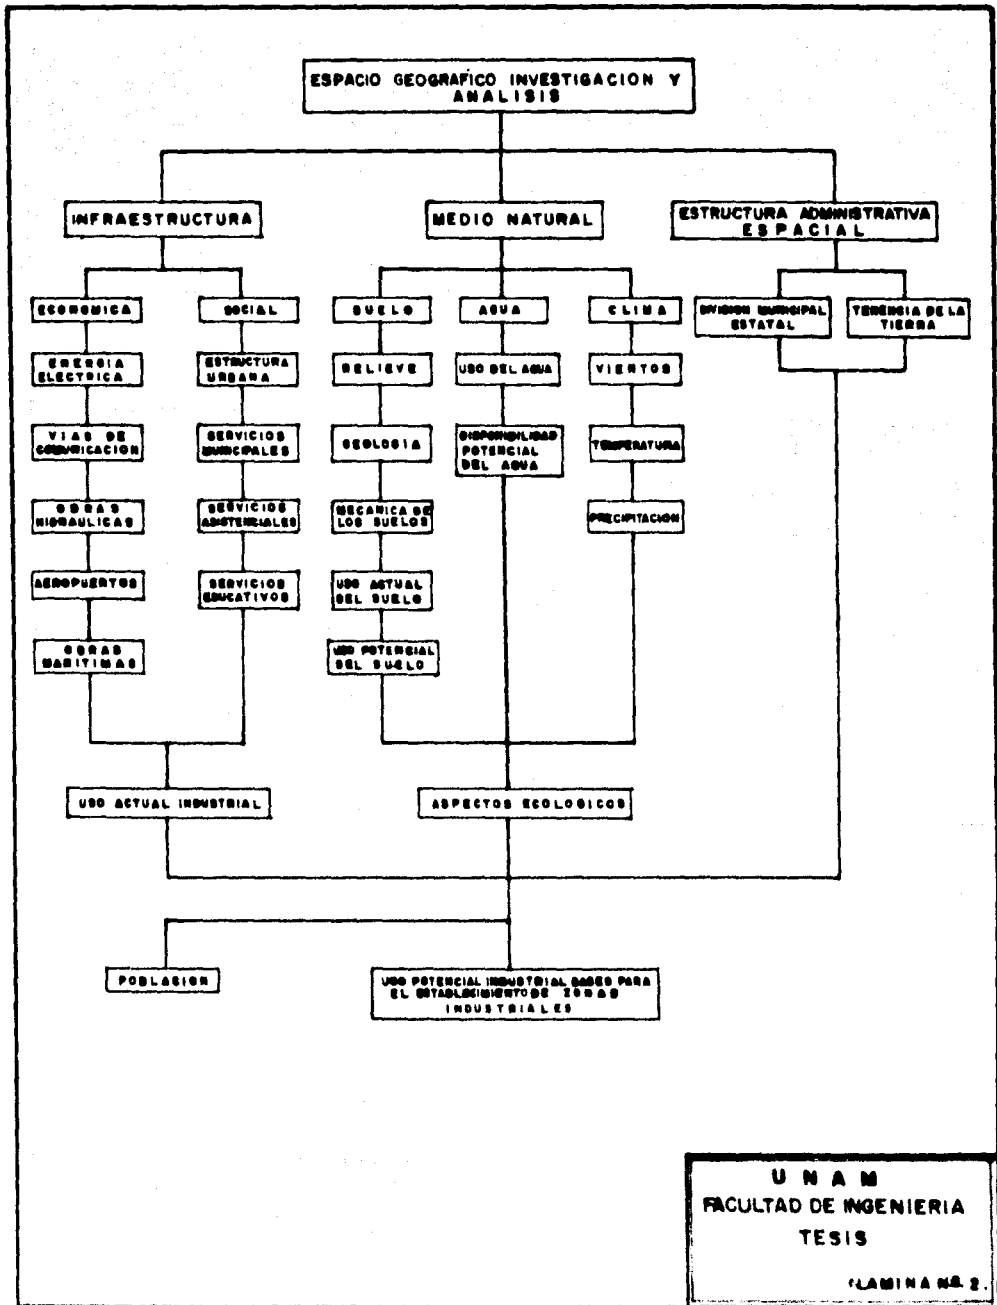 ESPACIO GEOGRAFICO INVESTIGACION Y
ANALISIS
INFRAESTRUCTURA
MEDIO NATURAL
ESTRUCTURA ADMINISTRATIVA
ESPACIAL
ECONOMICA
SOCIAL
SUELO
AGUA
CLIMA
DIVISION MUNICIPAL
ESTATAL
TENENCIA DE LA
TIERRA
ENERGIA
ELECTRICA
ESTRUCTURA
URBANA
RELIEVE
USO DEL AGUA
VIENTOS
VIAS DE
COMUNICACION
SERVICIOS
MUNICIPALES
GEOLOGIA
DISPONIBILIDAD
POTENCIAL
DEL AGUA
TEMPERATURA
OBRAS
HIDRAULICAS
SERVICIOS
ASISTENCIALES
MECANICA DE
LOS SUELOS
PRECIPITACION
AEROPUERTOS
SERVICIOS
EDUCATIVOS
USO ACTUAL
DEL SUELO
OBRAS
MARITIMAS
USO POTENCIAL
DEL SUELO
USO ACTUAL INDUSTRIAL
ASPECTOS ECOLOGICOS
POBLACION
USO POTENCIAL INDUSTRIAL BASES PARA
EL ESTABLECIMIENTO DE ZONAS
INDUSTRIALES
UNAM
FACULTAD DE INGENIERIA
TESIS
LAMINA No. 2.